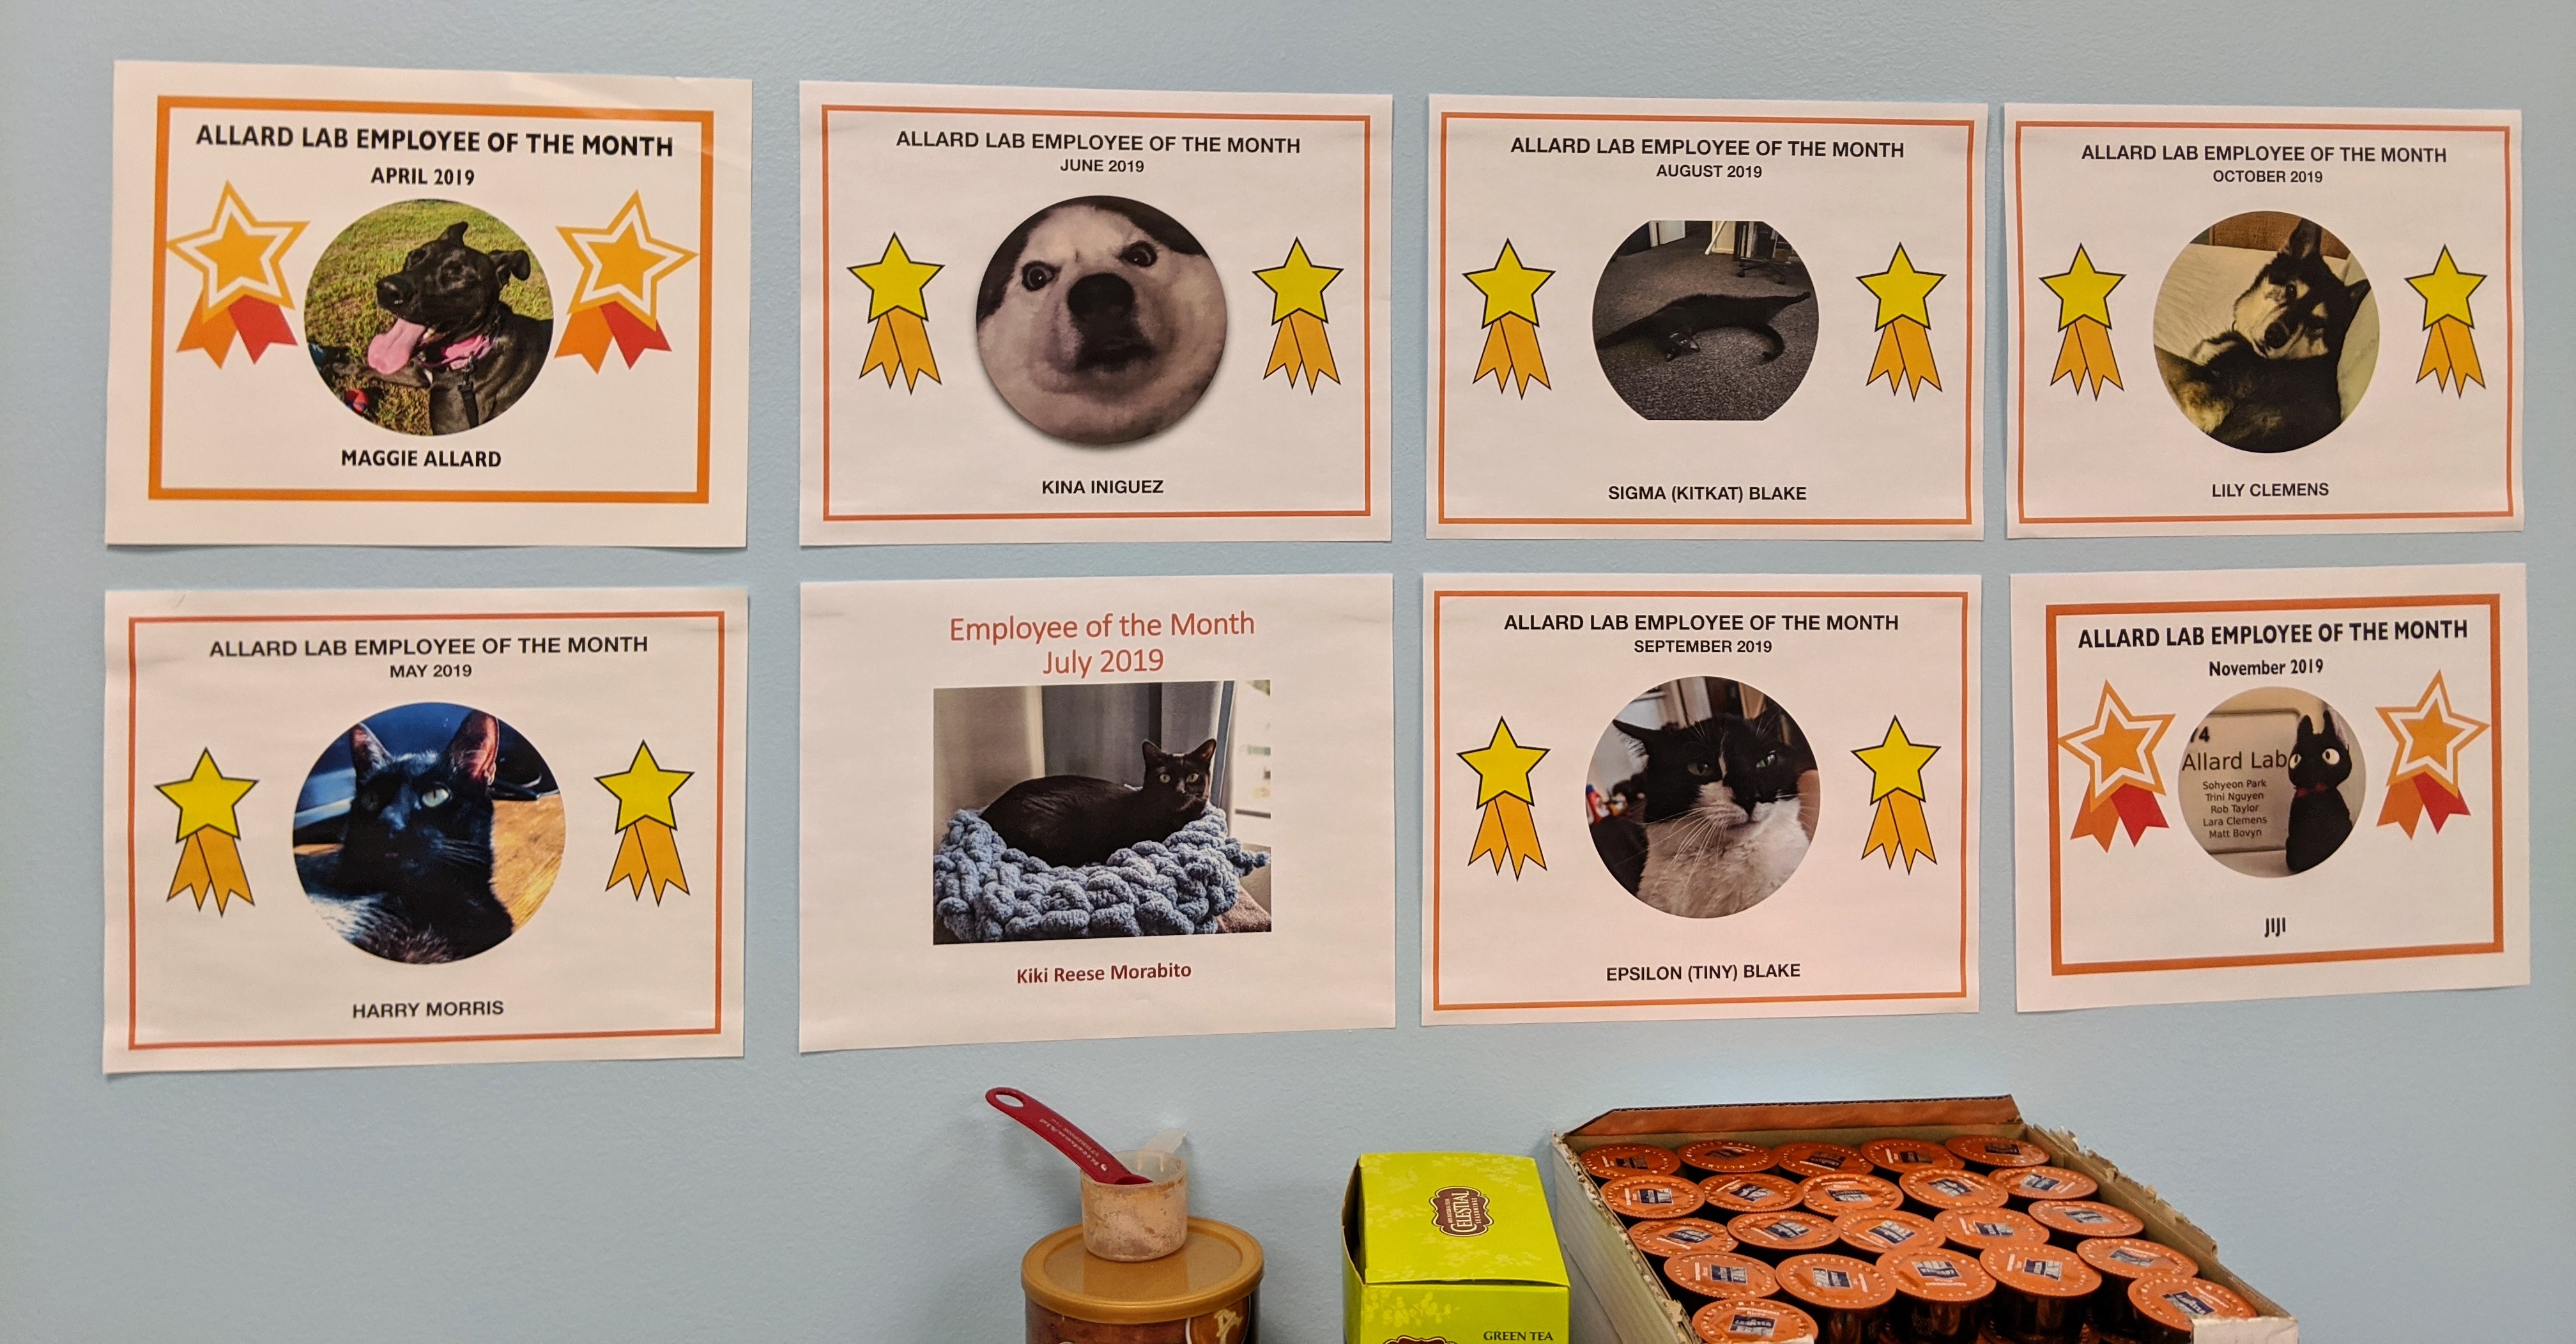 ALLARD LAB EMPLOYEE OF THE MONTH
APRIL 2019
MAGGIE ALLARD
ALLARD LAB EMPLOYEE OF THE MONTH
JUNE 2019
KINA INIGUEZ
ALLARD LAB EMPLOYEE OF THE MONTH
AUGUST 2019
SIGMA (KITKAT) BLAKE
ALLARD LAB EMPLOYEE OF THE MONTH
OCTOBER 2019
LILY CLEMENS
ALLARD LAB EMPLOYEE OF THE MONTH
MAY 2019
HARRY MORRIS
Employee of the Month
July 2019
Kiki Reese Morabito
ALLARD LAB EMPLOYEE OF THE MONTH
SEPTEMBER 2019
EPSILON (TINY) BLAKE
ALLARD LAB EMPLOYEE OF THE MONTH
November 2019
Allard Lab
Sohyeon Park
Trini Nguyen
Rob Taylor
Lara Clemens
Matt Bovyn
JIJI
CELESTIAL
SEASONINGS
GREEN TEA